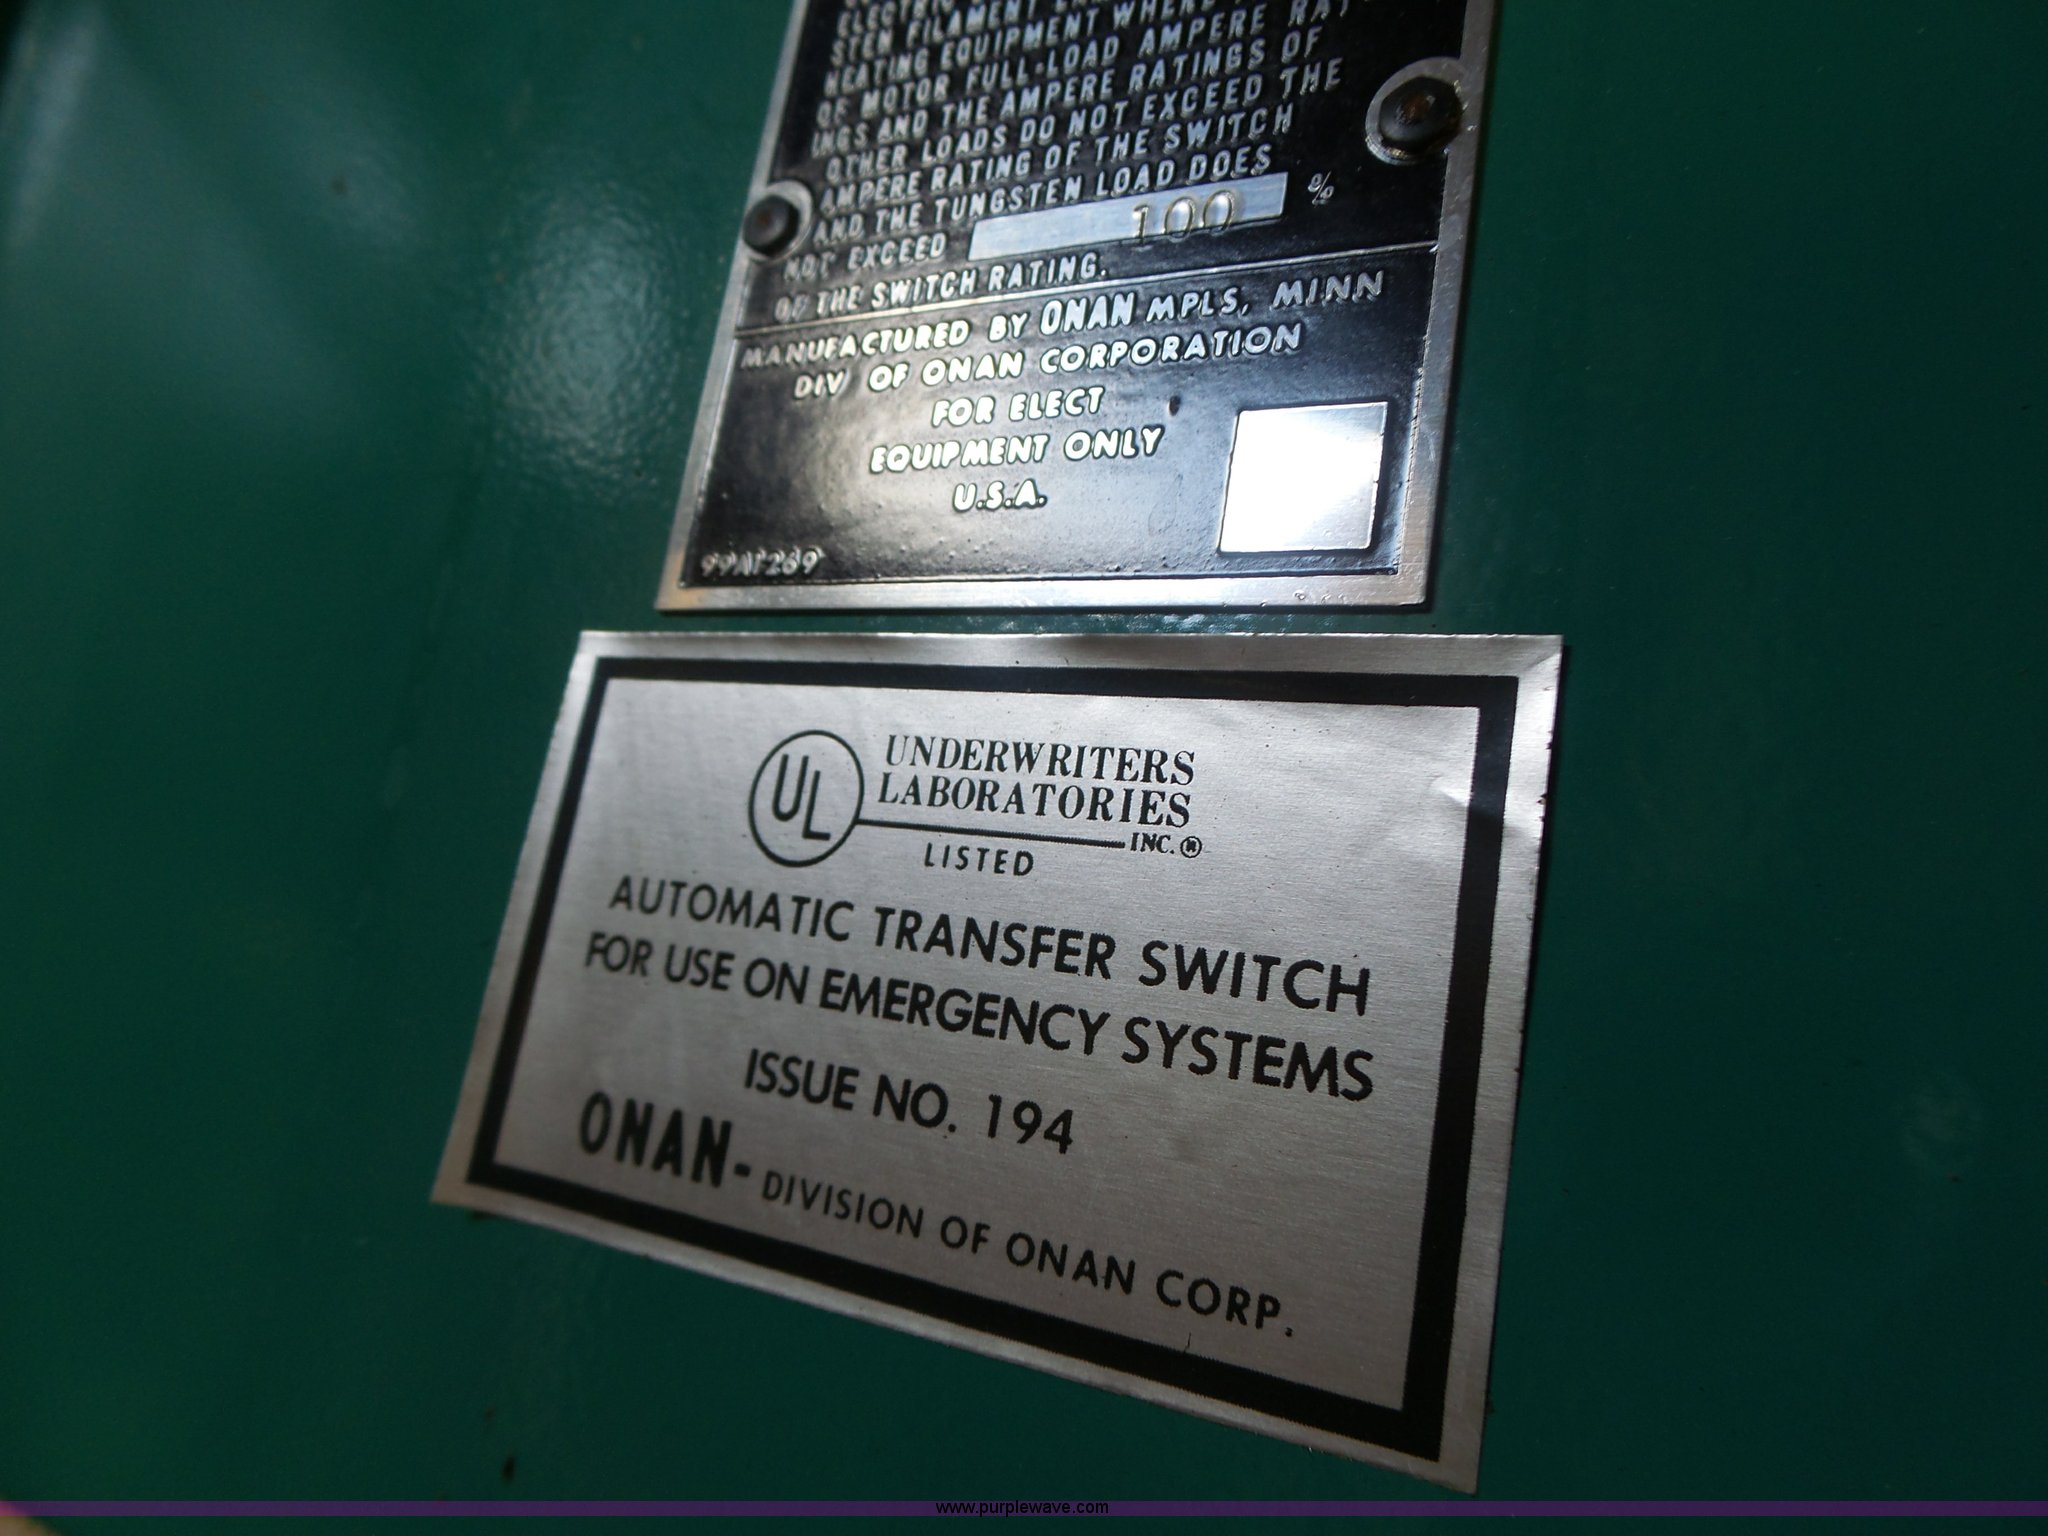 ELECTRIC
STEN FILAMENT
HEATING EQUIPMENT WHERE
OF MOTOR FULL-LOAD AMPERE RAT-
INGS AND THE AMPERE RATINGS OF
OTHER LOADS DO NOT EXCEED THE
AMPERE RATING OF THE SWITCH
AND THE TUNGSTEN LOAD DOES
NOT EXCEED 100 %
OF THE SWITCH RATING.
MANUFACTURED BY ONAN MPLS, MINN
DIV OF ONAN CORPORATION
FOR ELECT
EQUIPMENT ONLY
U.S.A.
99AF269
UL UNDERWRITERS
LABORATORIES
INC.®
LISTED
AUTOMATIC TRANSFER SWITCH
FOR USE ON EMERGENCY SYSTEMS
ISSUE NO. 194
ONAN- DIVISION OF ONAN CORP.
www.purplewave.com